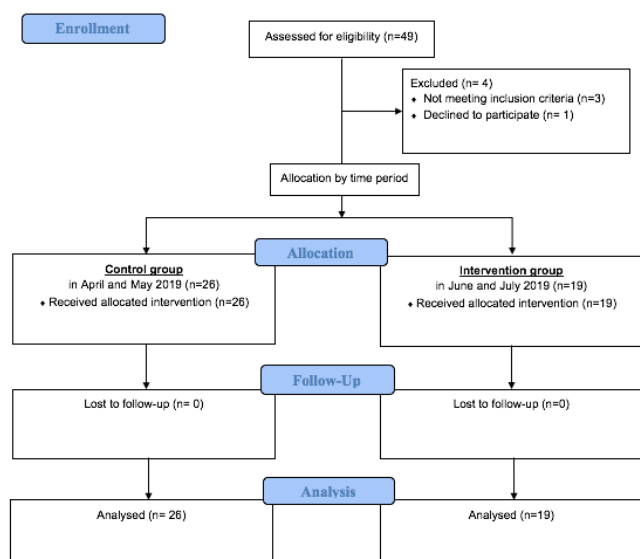 Enrollment
Assessed for eligibility (n=49)
Excluded (n= 4)
♦ Not meeting inclusion criteria (n=3)
♦ Declined to participate (n= 1)
Allocation by time period
Allocation
Control group
in April and May 2019 (n=26)
♦ Received allocated intervention (n=26)
Intervention group
in June and July 2019 (n=19)
♦ Received allocated intervention (n=19)
Follow-Up
Lost to follow-up (n= 0)
Lost to follow-up (n=0)
Analysis
Analysed (n= 26)
Analysed (n=19)